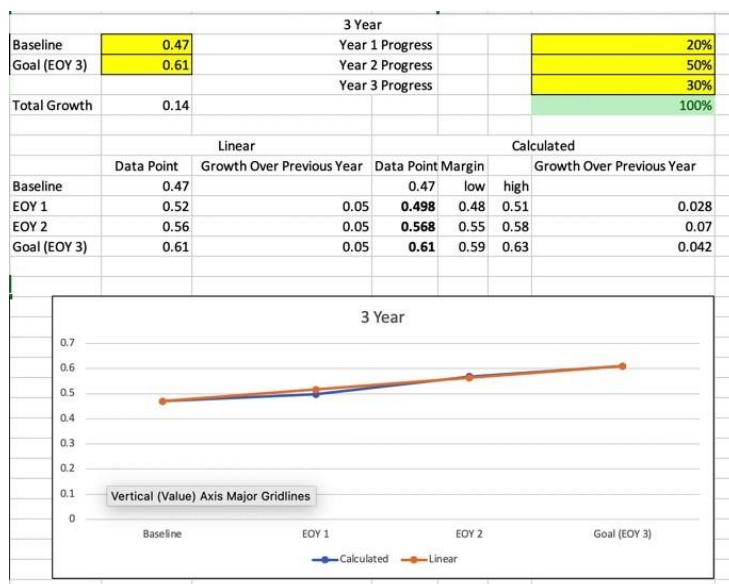 3 Year
Baseline 0.47 Year 1 Progress 20%
Goal (EOY 3) 0.61 Year 2 Progress 50%
Year 3 Progress 30%
Total Growth 0.14 100%
Linear Calculated
Data Point Growth Over Previous Year Data Point Margin Growth Over Previous Year
Baseline 0.47 0.47 low high
EOY 1 0.52 0.05 0.498 0.48 0.51 0.028
EOY 2 0.56 0.05 0.568 0.55 0.58 0.07
Goal (EOY 3) 0.61 0.05 0.61 0.59 0.63 0.042
3 Year
0.7
0.6
0.5
0.4
0.3
0.2
0.1
Vertical (Value) Axis Major Gridlines
0
Baseline EOY 1 EOY 2 Goal (EOY 3)
Calculated Linear